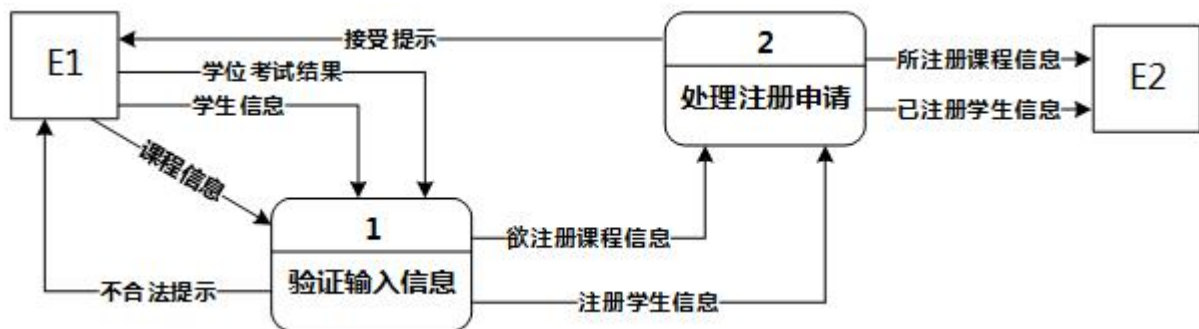 接受提示
2
E1
学位考试结果
所注册课程信息
E2
处理注册申请
学生信息
已注册学生信息
课程信息
1
欲注册课程信息
验证输入信息
不合法提示
注册学生信息